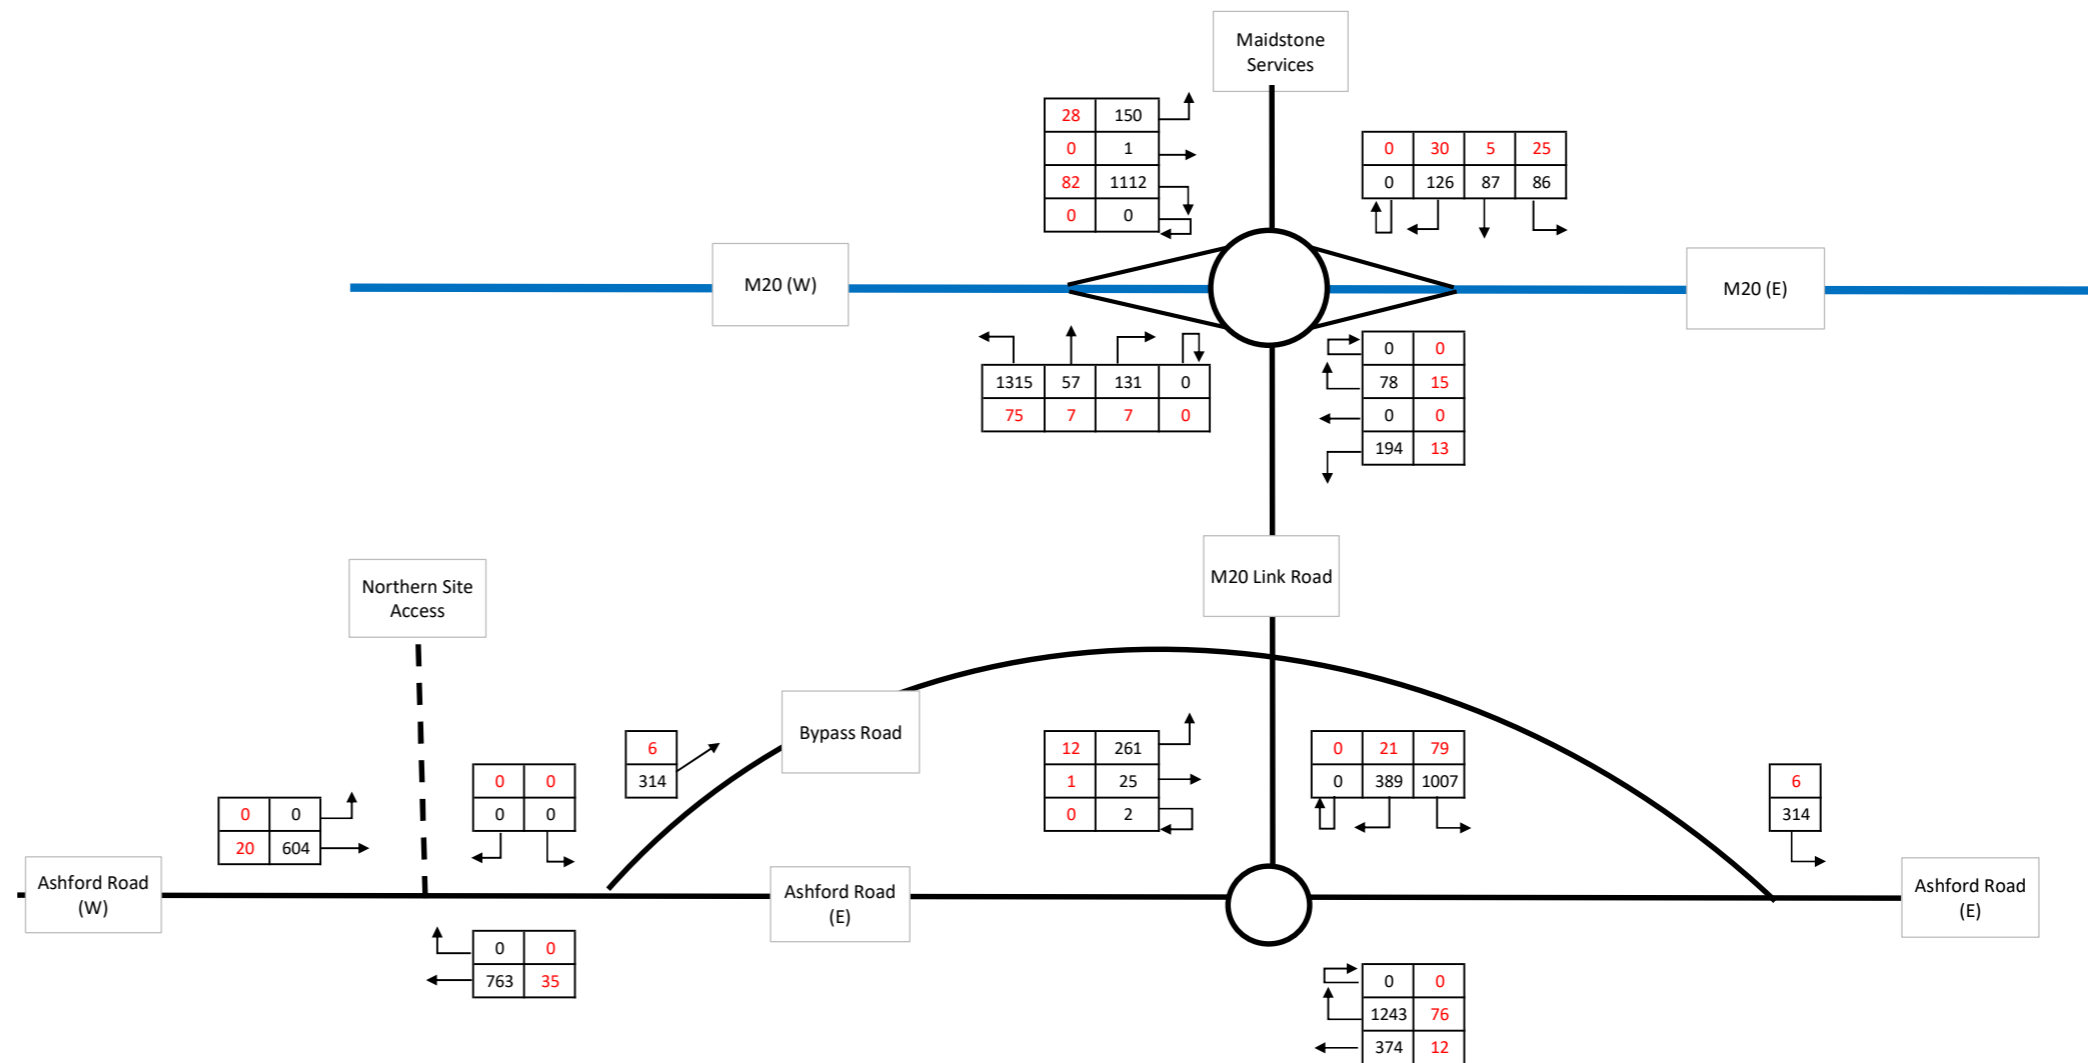 Maidstone
Services
28 150
0 1
82 1112
0 0
0 30 5 25
0 126 87 86
M20 (W)
M20 (E)
1315 57 131 0
75 7 7 0
0 0
78 15
0 0
194 13
Northern Site
Access
M20 Link Road
Bypass Road
6
314
12 261
1 25
0 2
0 21 79
0 389 1007
6
314
0 0
0 0
0 0
20 604
Ashford Road
(W)
Ashford Road
(E)
Ashford Road
(E)
0 0
763 35
0 0
1243 76
374 12